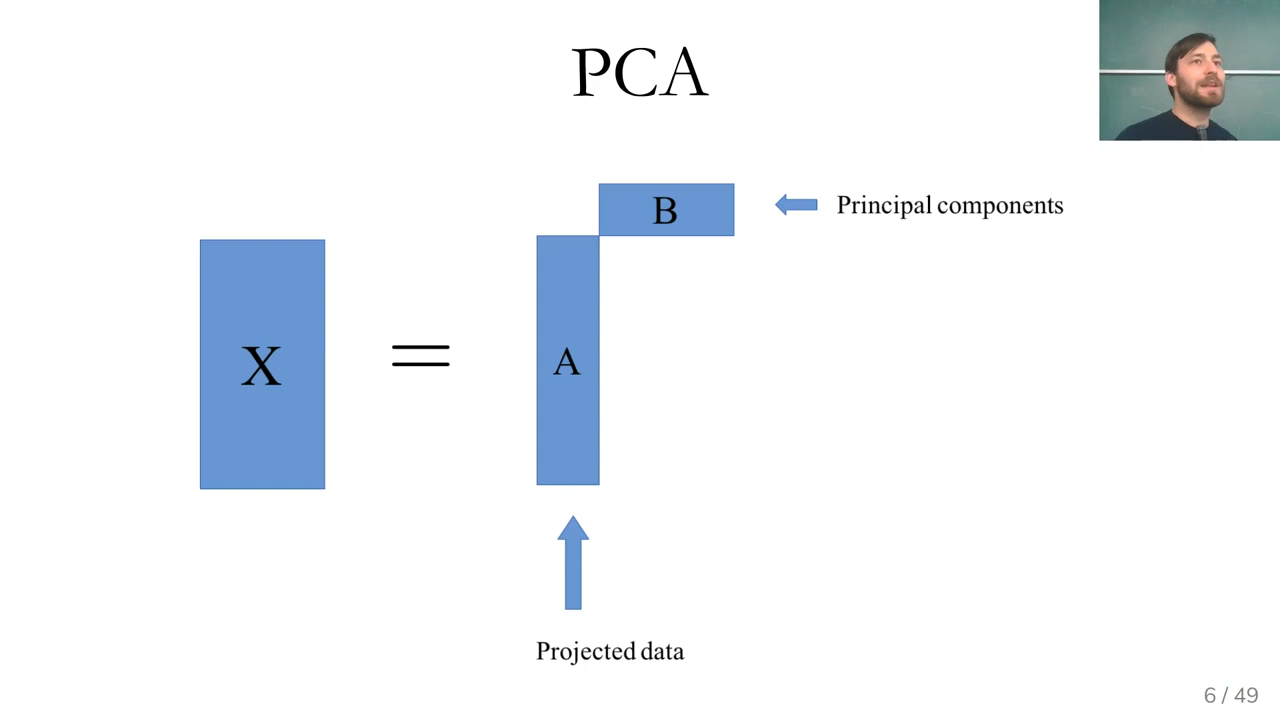 PCA
B
Principal components
X
=
A
Projected data
6 / 49